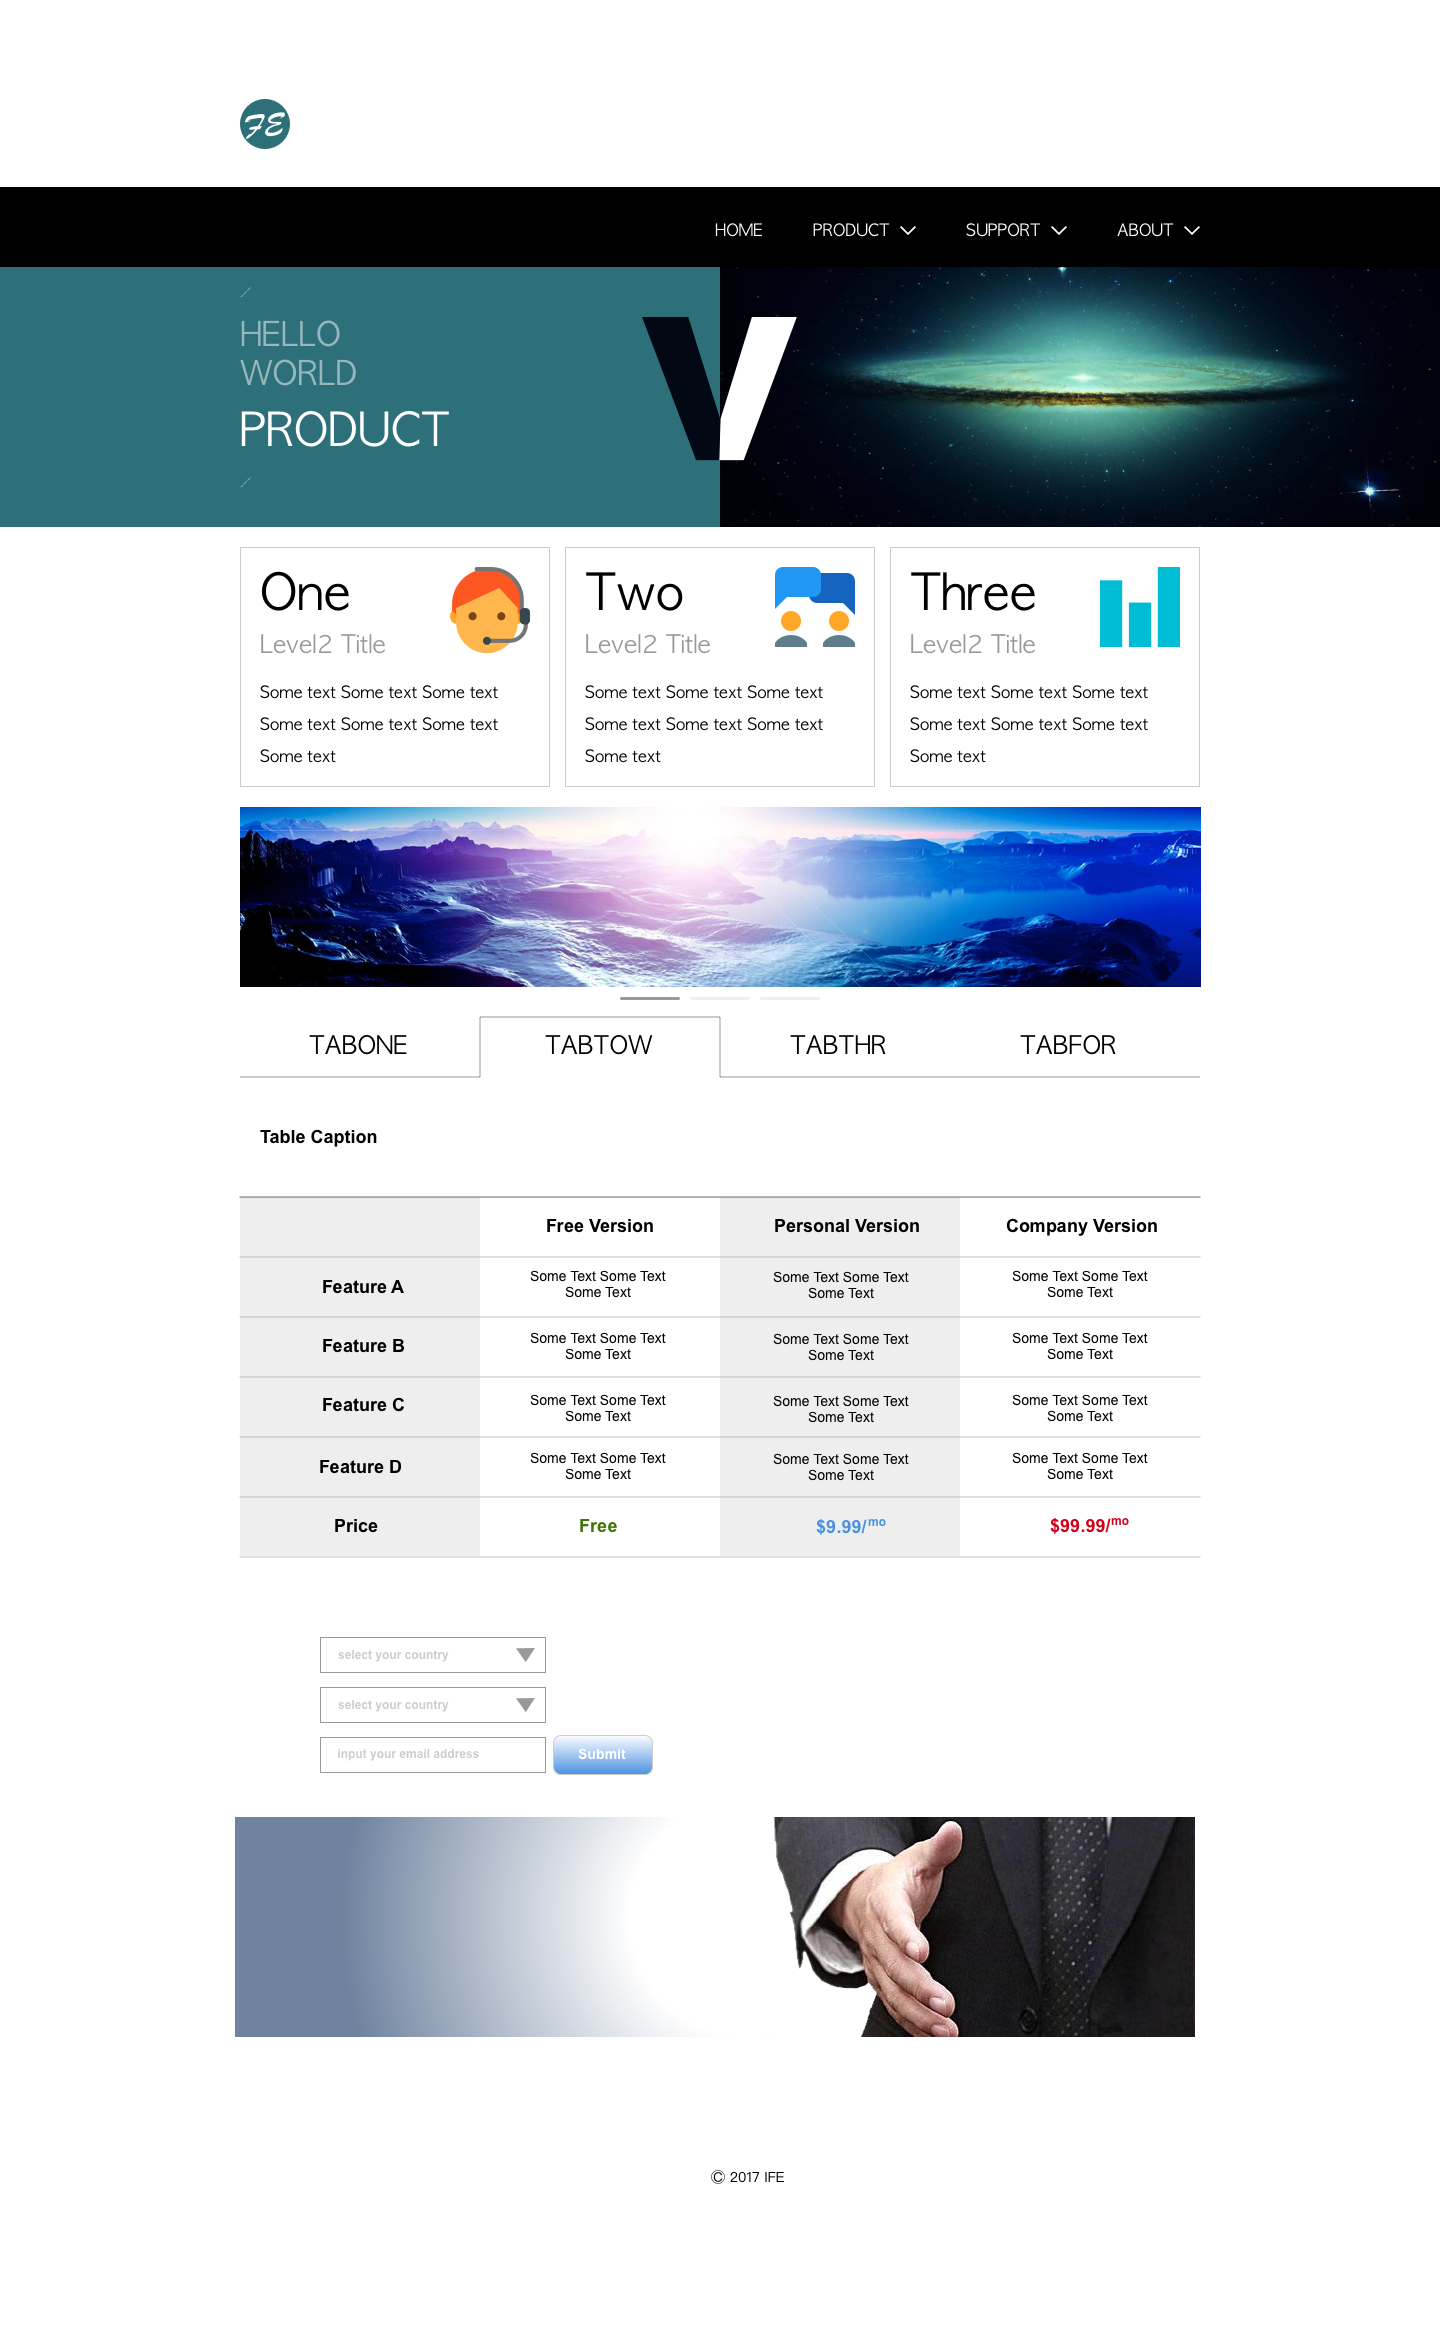 FE
HOME PRODUCT SUPPORT ABOUT
HELLO
WORLD
PRODUCT
V
One
Level2 Title
Some text Some text Some text
Some text Some text Some text
Some text
Two
Level2 Title
Some text Some text Some text
Some text Some text Some text
Some text
Three
Level2 Title
Some text Some text Some text
Some text Some text Some text
Some text
TABONE TABTOW TABTHR TABFOR
Table Caption
Free Version Personal Version Company Version
Feature A
Some Text Some Text
Some Text
Some Text Some Text
Some Text
Some Text Some Text
Some Text
Feature B
Some Text Some Text
Some Text
Some Text Some Text
Some Text
Some Text Some Text
Some Text
Feature C
Some Text Some Text
Some Text
Some Text Some Text
Some Text
Some Text Some Text
Some Text
Feature D
Some Text Some Text
Some Text
Some Text Some Text
Some Text
Some Text Some Text
Some Text
Price Free $9.99/mo $99.99/mo
select your country
select your country
input your email address Submit
© 2017 IFE